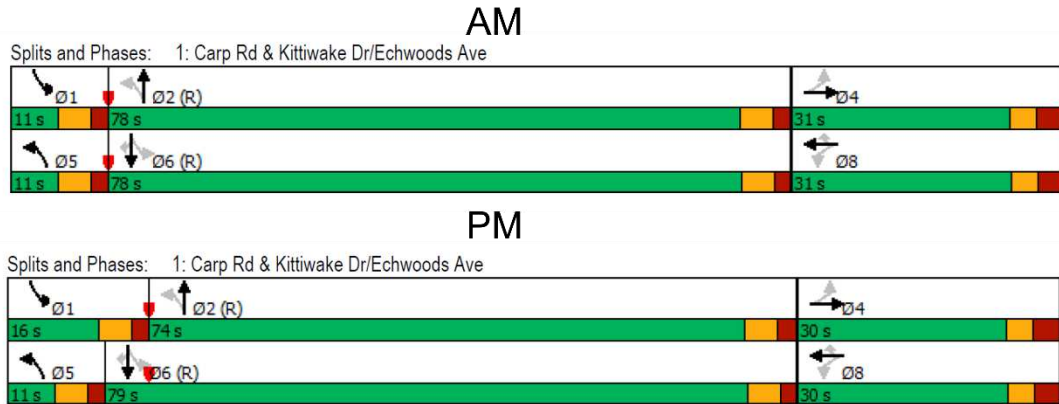 AM
Splits and Phases: 1: Carp Rd & Kittiwake Dr/Echwoods Ave
Ø1 Ø2 (R) Ø4
11 s 78 s 31 s
Ø5 Ø6 (R) Ø8
11 s 78 s 31 s
PM
Splits and Phases: 1: Carp Rd & Kittiwake Dr/Echwoods Ave
Ø1 Ø2 (R) Ø4
16 s 74 s 30 s
Ø5 Ø6 (R) Ø8
11 s 79 s 30 s